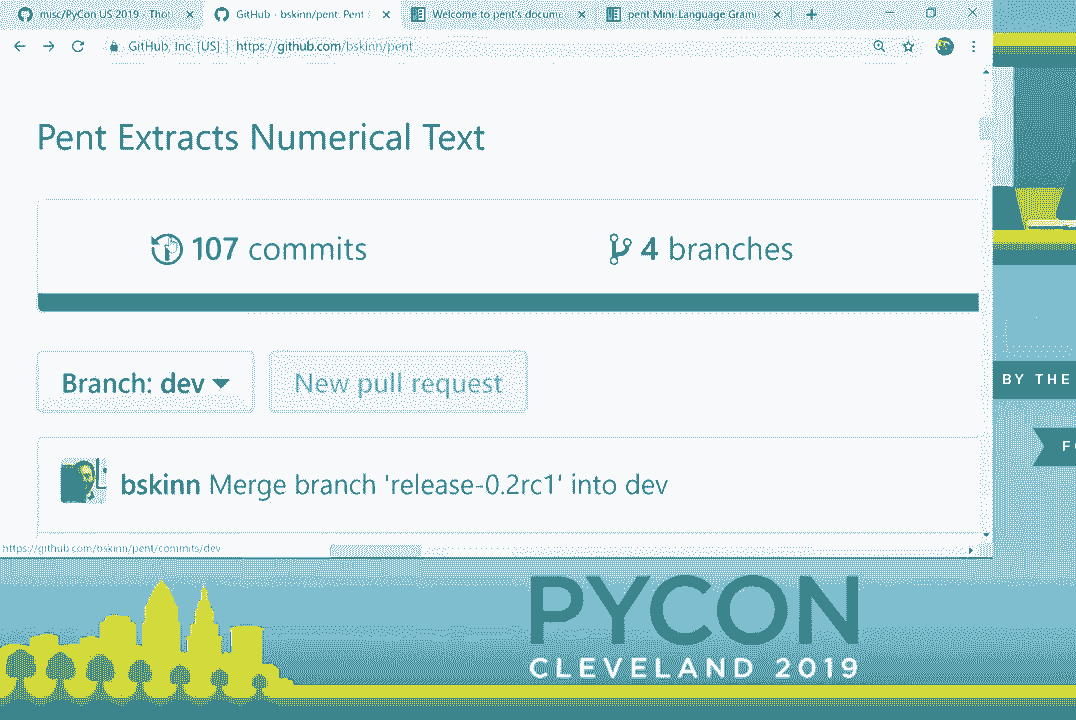 misc/PyCon US 2019 - Thou
GitHub - bskinn/pent: Pent E
Welcome to pent's docume
pent Mini-Language Gram
GitHub, Inc. [US] | https://github.com/bskinn/pent
Pent Extracts Numerical Text
107 commits
4 branches
Branch: dev
New pull request
BY THE
bskinn Merge branch 'release-0.2rc1' into dev
https://github.com/bskinn/pent/commits/dev
PYCON
CLEVELAND 2019